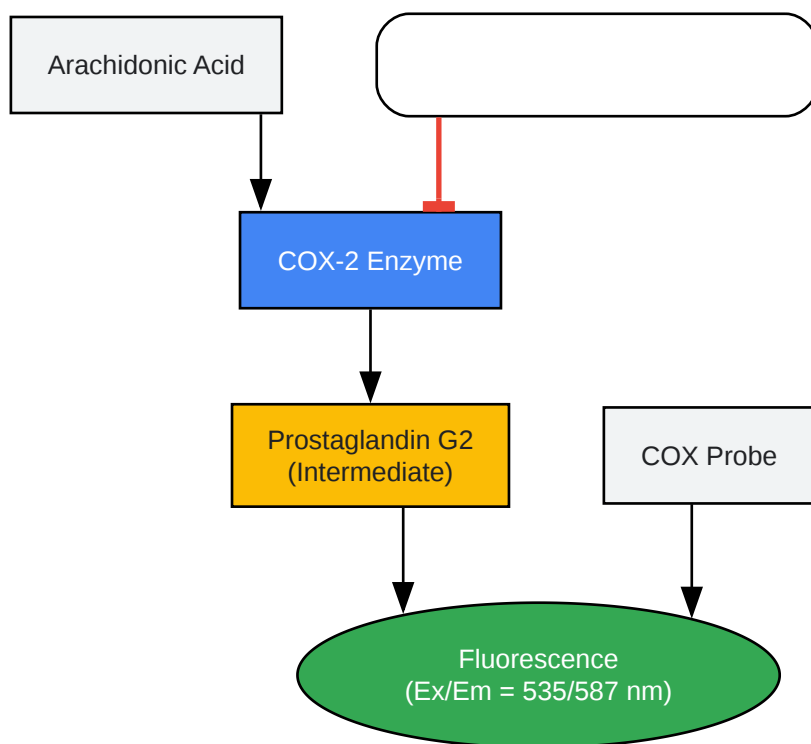 Arachidonic Acid
COX-2 Enzyme
Prostaglandin G2
(Intermediate)
COX Probe
Fluorescence
(Ex/Em = 535/587 nm)